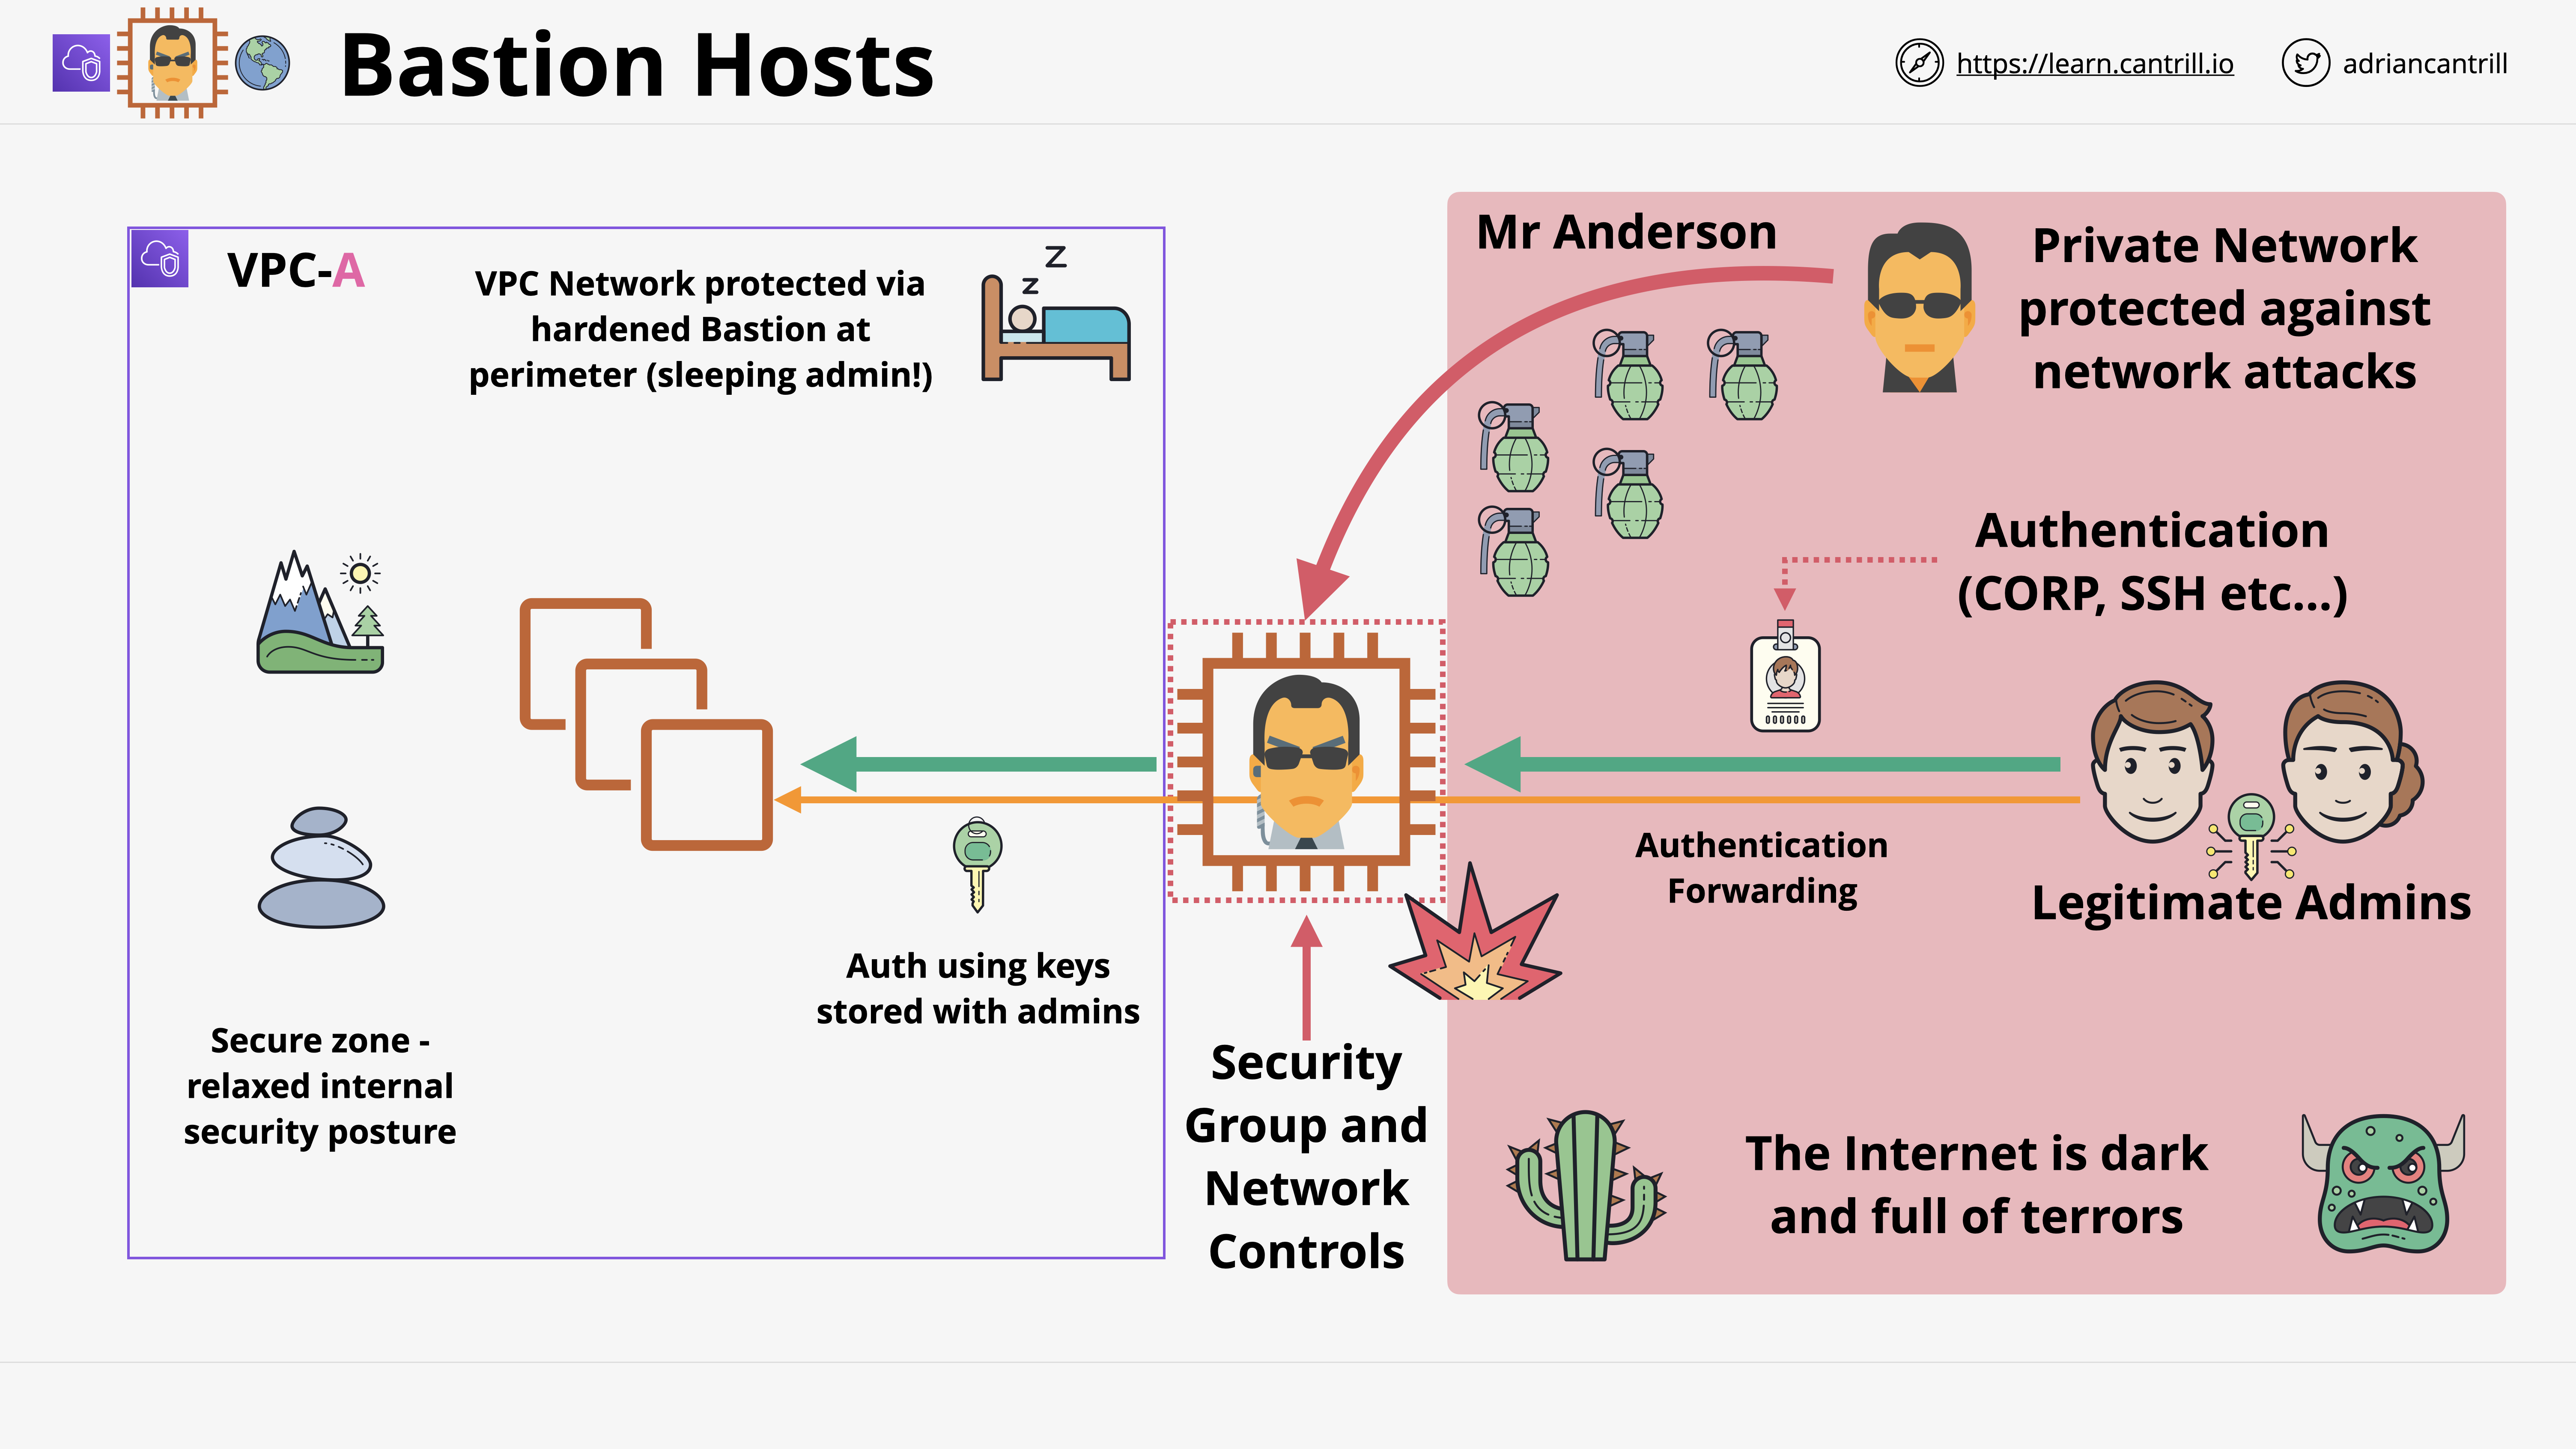 Bastion Hosts
https://learn.cantrill.io
adriancantrill
VPC-A
VPC Network protected via
hardened Bastion at
perimeter (sleeping admin!)
Z
Z
Mr Anderson
Private Network
protected against
network attacks
Authentication
(CORP, SSH etc...)
Authentication
Forwarding
Legitimate Admins
Auth using keys
stored with admins
Secure zone -
relaxed internal
security posture
Security
Group and
Network
Controls
The Internet is dark
and full of terrors